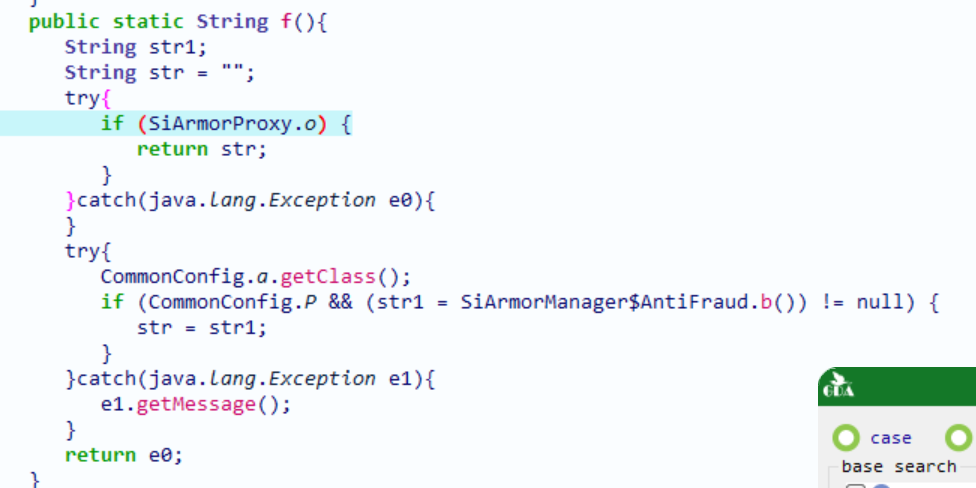 }
public static String f(){
String str1;
String str = "";
try{
if (SiArmorProxy.o) {
return str;
}
}catch(java.lang.Exception e0){
}
try{
CommonConfig.a.getClass();
if (CommonConfig.P && (str1 = SiArmorManager$AntiFraud.b()) != null) {
str = str1;
}
}catch(java.lang.Exception e1){
e1.getMessage();
}
return e0;
}
GDA
case
base search